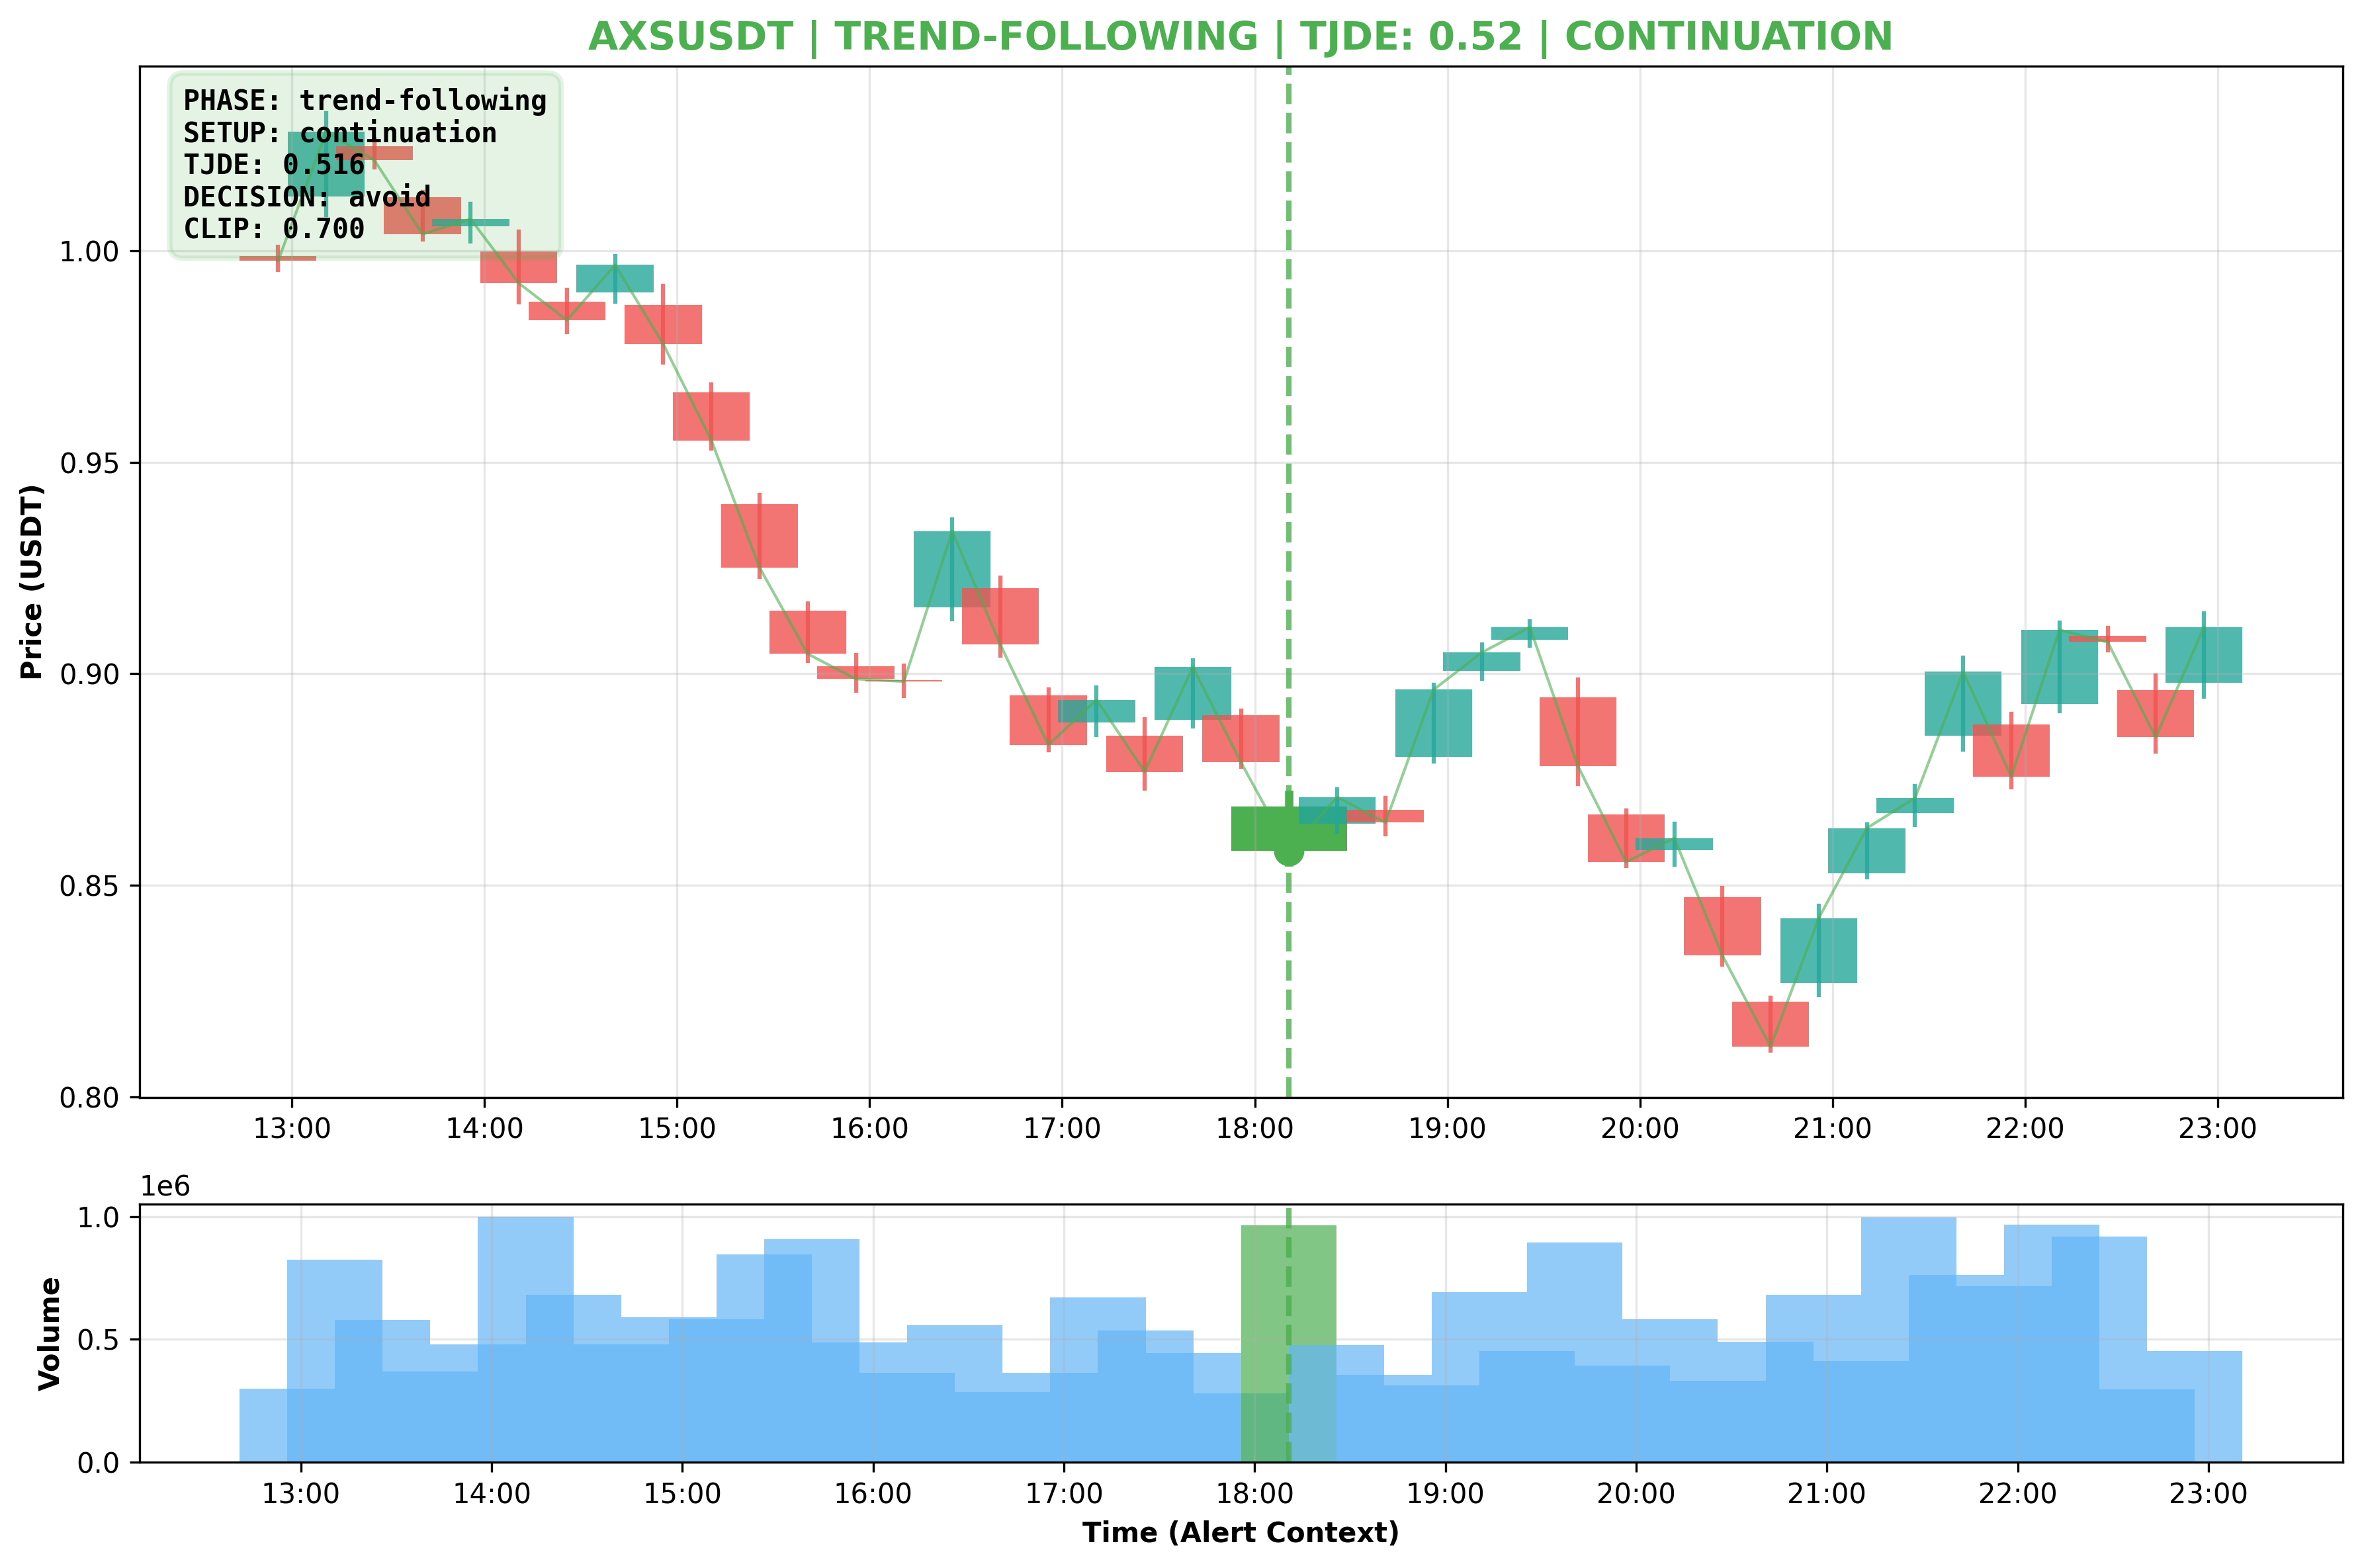 AXSUSDT | TREND-FOLLOWING | TJDE: 0.52 | CONTINUATION
PHASE: trend-following
SETUP: continuation
TJDE: 0.516
DECISION: avoid
CLIP: 0.700
Price (USDT)
1.00
0.95
0.90
0.85
0.80
13:00 14:00 15:00 16:00 17:00 18:00 19:00 20:00 21:00 22:00 23:00
1e6
Volume
1.0
0.5
0.0
13:00 14:00 15:00 16:00 17:00 18:00 19:00 20:00 21:00 22:00 23:00
Time (Alert Context)